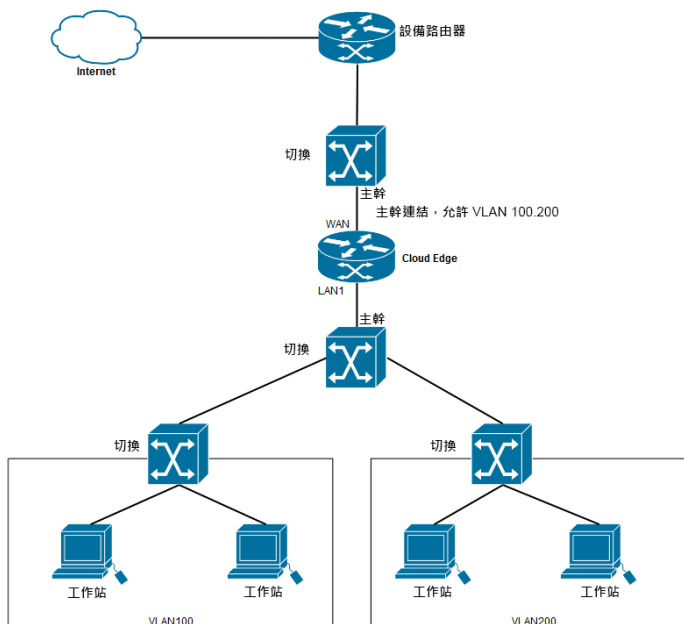 設備路由器
Internet
切換
主幹
主幹連結，允許 VLAN 100.200
WAN
Cloud Edge
LAN1
主幹
切換
切換
切換
工作站
工作站
工作站
工作站
VLAN100
VLAN200